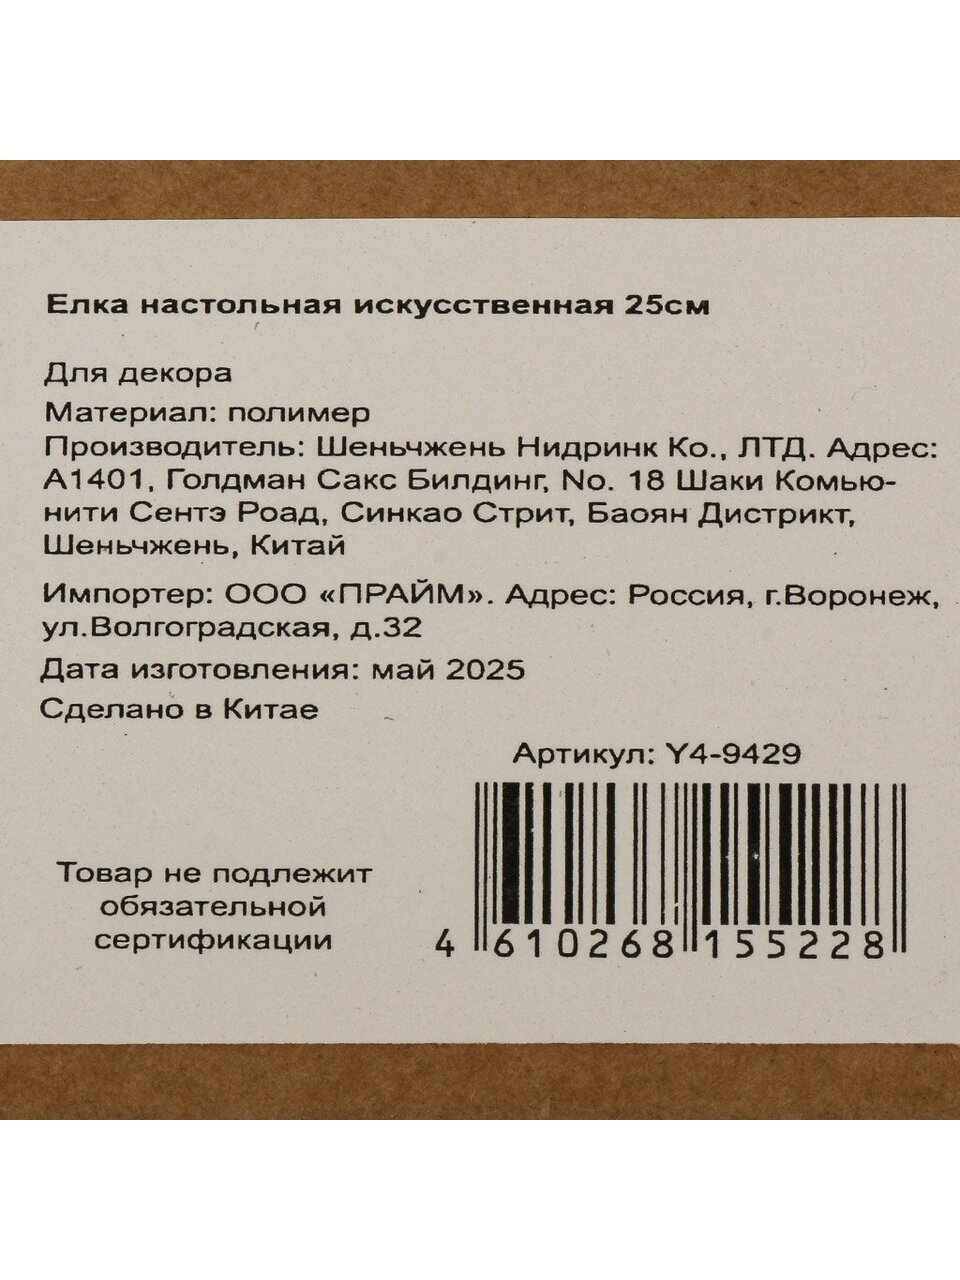 Елка настольная искусственная 25см
Для декора
Материал: полимер
Производитель: Шеньчжень Нидринк Ко., ЛТД. Адрес:
А1401, Голдман Сакс Билдинг, No. 18 Шаки Комью-
нити Сентэ Роад, Синкао Стрит, Баоян Дистрикт,
Шеньчжень, Китай
Импортер: ООО «ПРАЙМ». Адрес: Россия, г.Воронеж,
ул.Волгоградская, д.32
Дата изготовления: май 2025
Сделано в Китае
Артикул: Y4-9429
Товар не подлежит
обязательной
сертификации
4 610268 155228